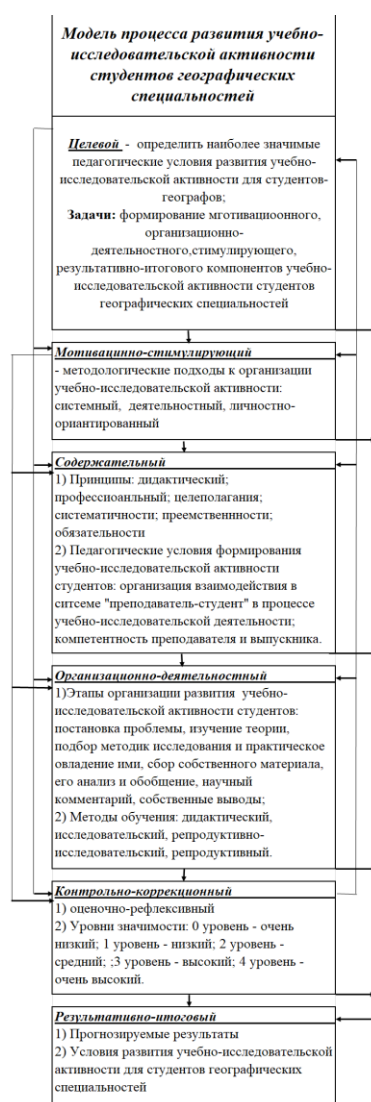 Модель процесса развития учебно-
исследовательской активности
студентов географических
специальностей
Целевой - определить наиболее значимые
педагогические условия развития учебно-
исследовательской активности для студентов-
географов;
Задачи: формирование мготивациоонного,
организационно-
деятельностного,стимулирующего,
результативно-итогового компонентов учебно-
исследовательской активности студентов
географических специальностей
Мотивацинно-стимулирующий
- методологические подходы к организации
учебно-исследовательской активности:
системный, деятельностный, личностно-
ориантированный
Содержательный
1) Принципы: дидактический;
профессиоанльный; целеполагания;
систематичности; преемственнности;
обязательности
2) Педагогические условия формирования
учебно-исследовательской активности
студентов: организация взаимодействия в
ситсеме "преподаватель-студент" в процессе
учебно-исследовательской деятельности;
компетентность преподавателя и выпускника.
Организационно-деятельностный
1)Этапы организации развития учебно-
исследовательской активности студентов:
постановка проблемы, изучение теории,
подбор методик исследования и практическое
овладение ими, сбор собственного материала,
его анализ и обобщение, научный
комментарий, собственные выводы;
2) Методы обучения: дидактический,
исследовательский, репродуктивно-
исследовательский, репродуктивный.
Контрольно-коррекционный
1) оценочно-рефлексивный
2) Уровни значимости: 0 уровень - очень
низкий; 1 уровень - низкий; 2 уровень -
средний; ;3 уровень - высокий; 4 уровень -
очень высокий.
Результативно-итоговый
1) Прогнозируемые результаты
2) Условия развития учебно-исследовательской
активности для студентов географических
специальностей